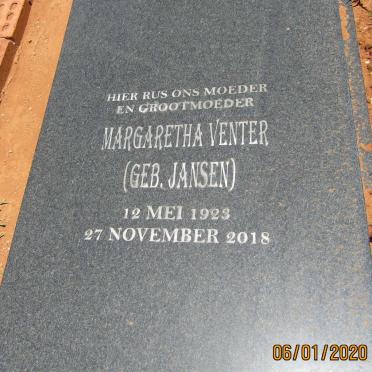 HIER RUS ONS MOEDER
EN GROOTMOEDER
MARGARETHA VENTER
(GEB. JANSEN)
12 MEI 1923
27 NOVEMBER 2018
06/01/2020